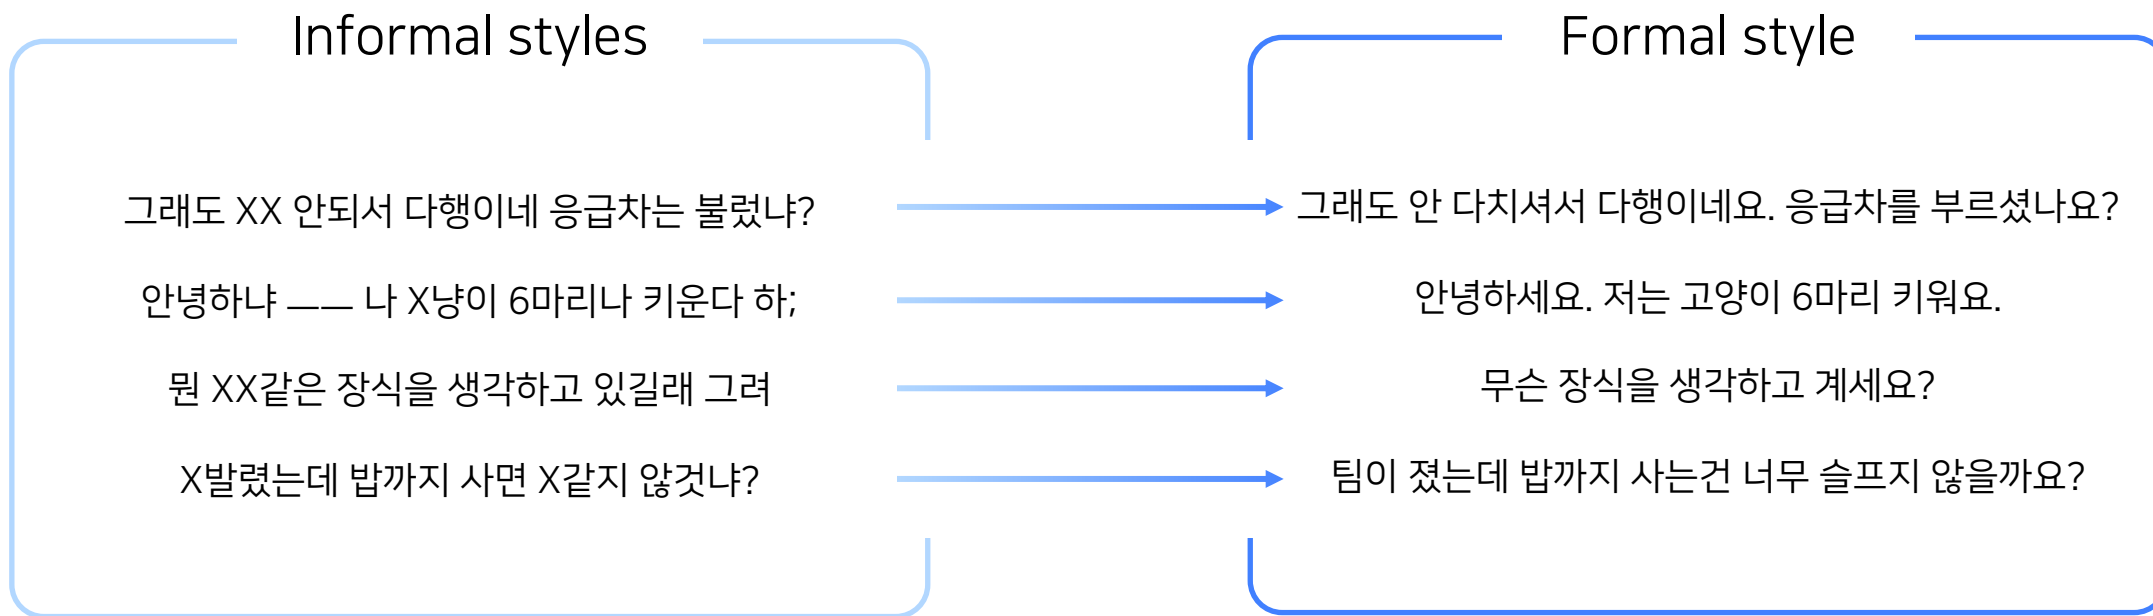 Informal styles
Formal style
그래도 XX 안되서 다행이네 응급차는 불렀냐?
그래도 안 다치셔서 다행이네요. 응급차를 부르셨나요?
안녕하냐 ㅡㅡ 나 X냥이 6마리나 키운다 하;
안녕하세요. 저는 고양이 6마리 키워요.
뭔 XX같은 장식을 생각하고 있길래 그려
무슨 장식을 생각하고 계세요?
X발렸는데 밥까지 사면 X같지 않것냐?
팀이 졌는데 밥까지 사는건 너무 슬프지 않을까요?